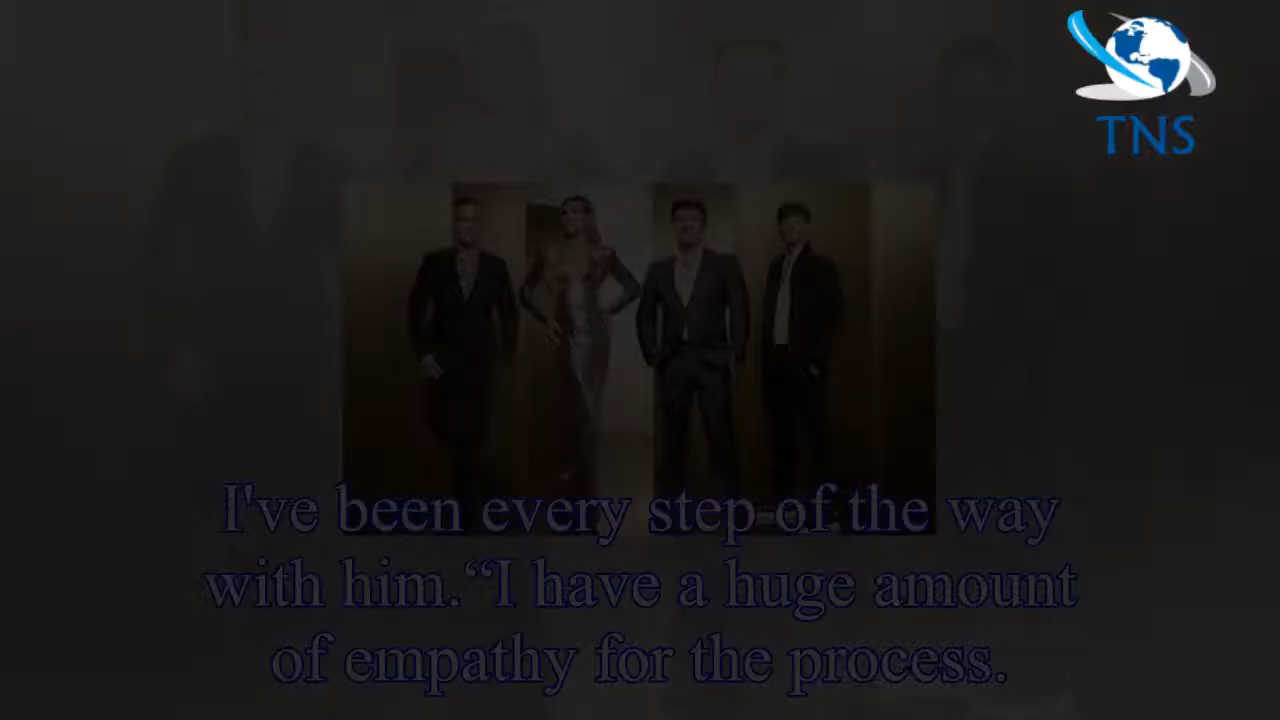 TNS
I've been every step of the way
with him.“I have a huge amount
of empathy for the process.